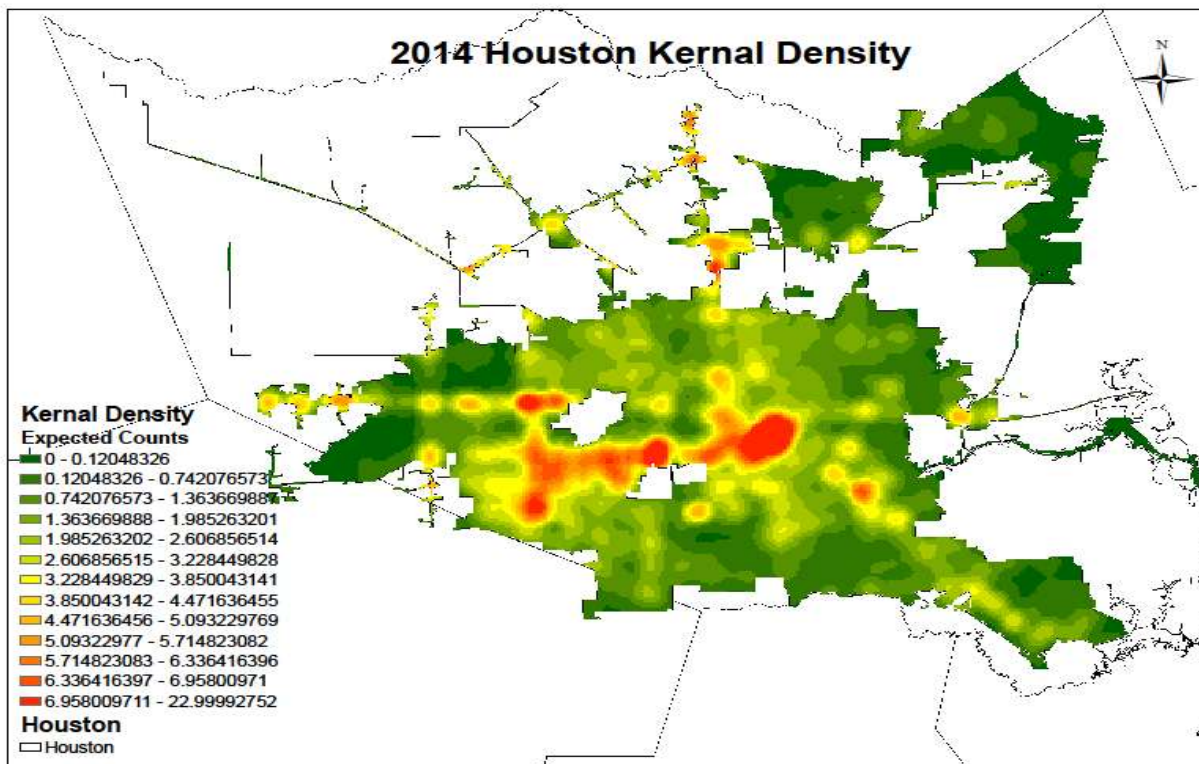 2014 Houston Kernal Density
N
Kernal Density
Expected Counts
0 - 0.12048326
0.12048326 - 0.742076573
0.742076573 - 1.363669887
1.363669888 - 1.985263201
1.985263202 - 2.606856514
2.606856515 - 3.228449828
3.228449829 - 3.850043141
3.850043142 - 4.471636455
4.471636456 - 5.093229769
5.09322977 - 5.714823082
5.714823083 - 6.336416396
6.336416397 - 6.95800971
6.958009711 - 22.99992752
Houston
Houston